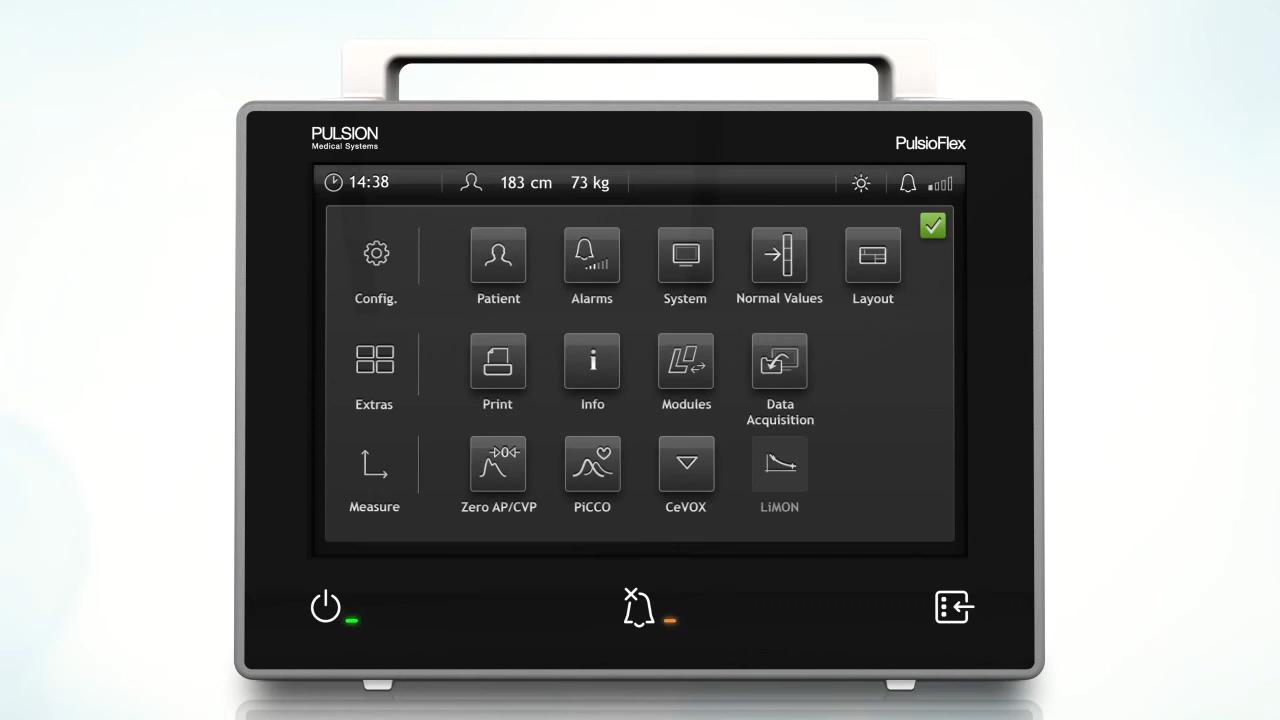 PULSION
Medical Systems
PulsioFlex
14:38 183 cm 73 kg
Config. Patient Alarms System Normal Values Layout
Extras Print Info Modules Data Acquisition
Measure Zero AP/CVP PiCCO CeVOX LiMON